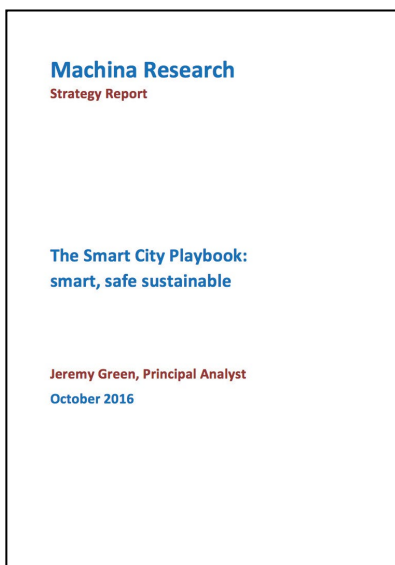 Machina Research
Strategy Report
The Smart City Playbook:
smart, safe sustainable
Jeremy Green, Principal Analyst
October 2016